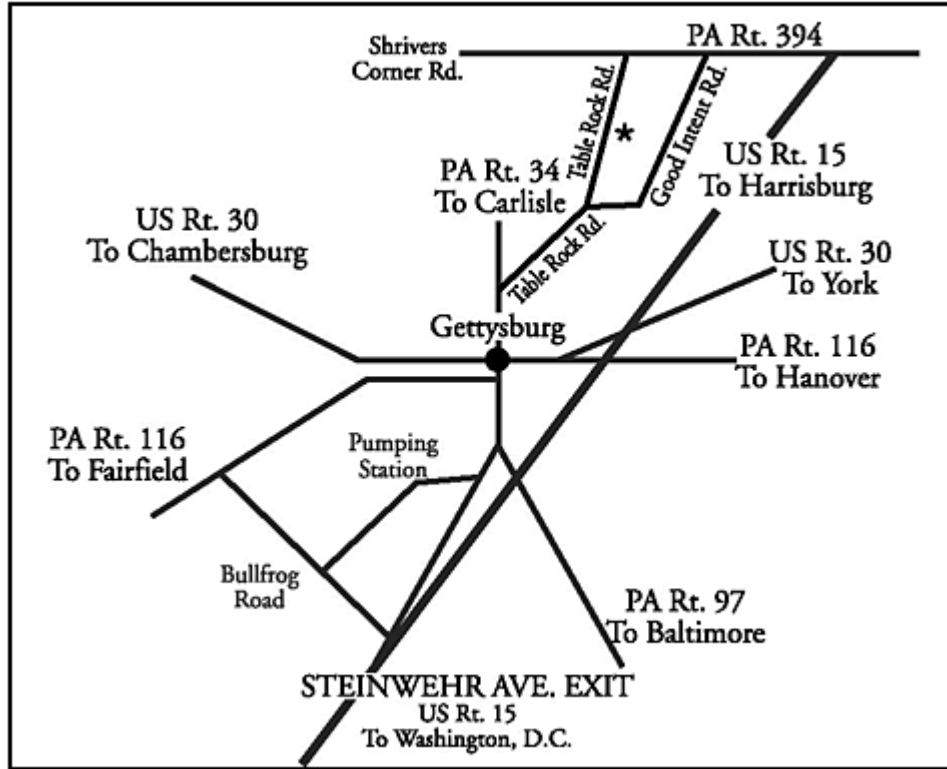 PA Rt. 394
Shrivers
Corner Rd.
Table Rock Rd.
*
Good Intent Rd.
US Rt. 15
To Harrisburg
PA Rt. 34
To Carlisle
US Rt. 30
To Chambersburg
Table Rock Rd.
US Rt. 30
To York
Gettysburg
PA Rt. 116
To Hanover
PA Rt. 116
To Fairfield
Pumping
Station
Bullfrog
Road
PA Rt. 97
To Baltimore
STEINWEHR AVE. EXIT
US Rt. 15
To Washington, D.C.